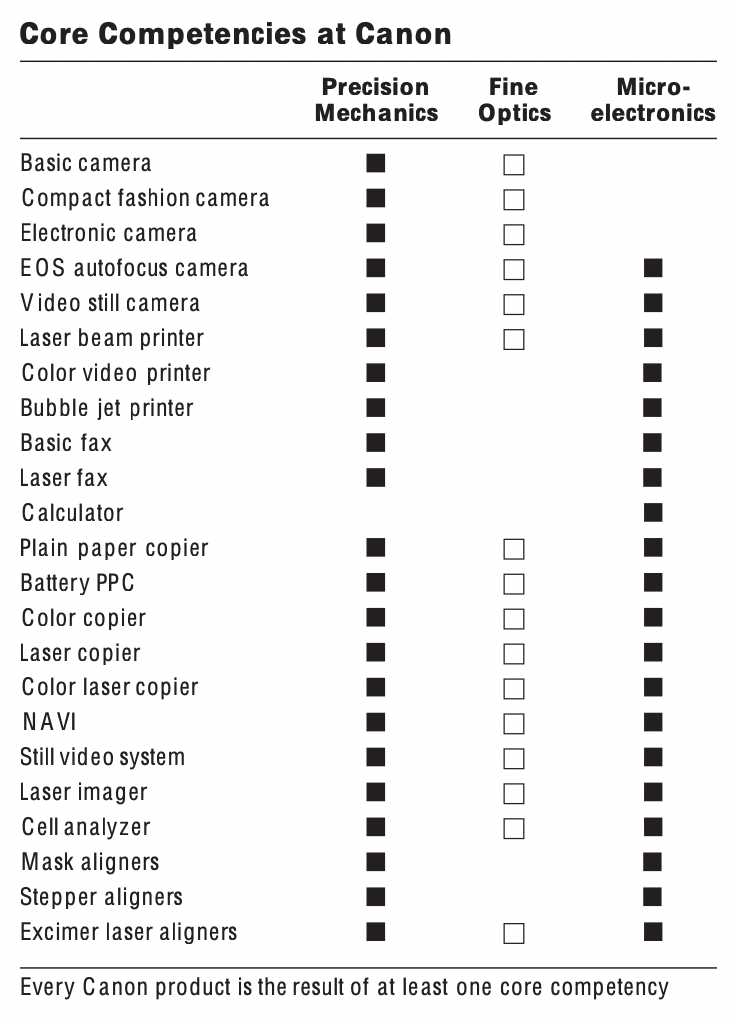 Core Competencies at Canon
Precision Mechanics Fine Optics Micro-electronics
Basic camera ■ □
Compact fashion camera ■ □
Electronic camera ■ □
EOS autofocus camera ■ □ ■
Video still camera ■ □ ■
Laser beam printer ■ □ ■
Color video printer ■ ■
Bubble jet printer ■ ■
Basic fax ■ ■
Laser fax ■ ■
Calculator ■
Plain paper copier ■ □ ■
Battery PPC ■ □ ■
Color copier ■ □ ■
Laser copier ■ □ ■
Color laser copier ■ □ ■
NAVI ■ □ ■
Still video system ■ □ ■
Laser imager ■ □ ■
Cell analyzer ■ □ ■
Mask aligners ■ ■
Stepper aligners ■ ■
Excimer laser aligners ■ □ ■
Every Canon product is the result of at least one core competency